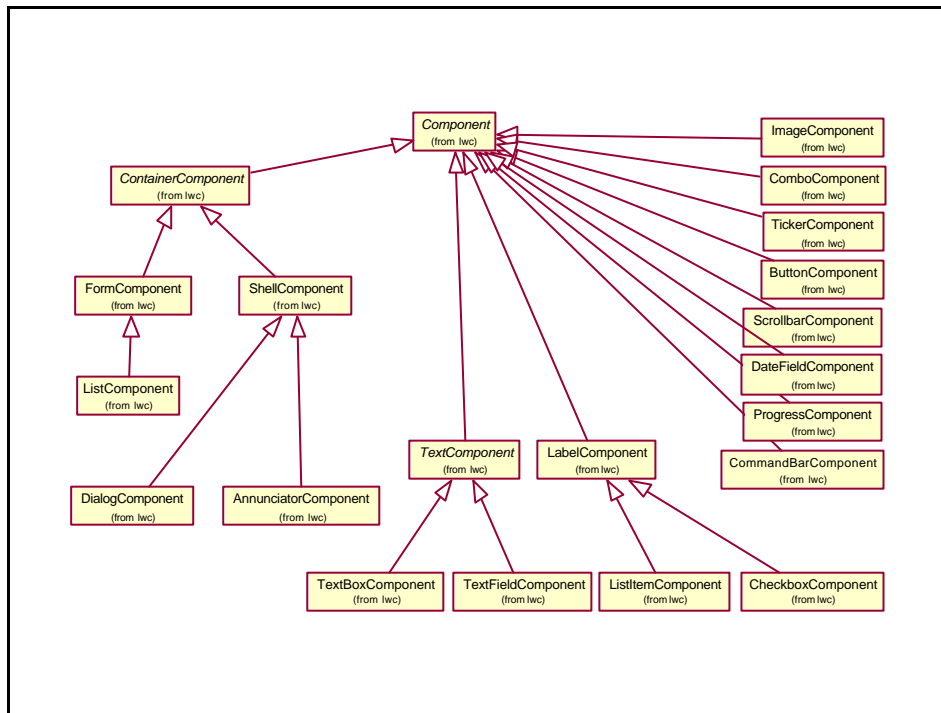 Component
(from lwc)
ImageComponent
(from lwc)
ContainerComponent
(from lwc)
ComboComponent
(from lwc)
TickerComponent
(from lwc)
FormComponent
(from lwc)
ShellComponent
(from lwc)
ButtonComponent
(from lwc)
ScrollbarComponent
(from lwc)
DateFieldComponent
(from lwc)
ListComponent
(from lwc)
ProgressComponent
(from lwc)
TextComponent
(from lwc)
LabelComponent
(from lwc)
CommandBarComponent
(from lwc)
DialogComponent
(from lwc)
AnnunciatorComponent
(from lwc)
TextBoxComponent
(from lwc)
TextFieldComponent
(from lwc)
ListItemComponent
(from lwc)
CheckboxComponent
(from lwc)